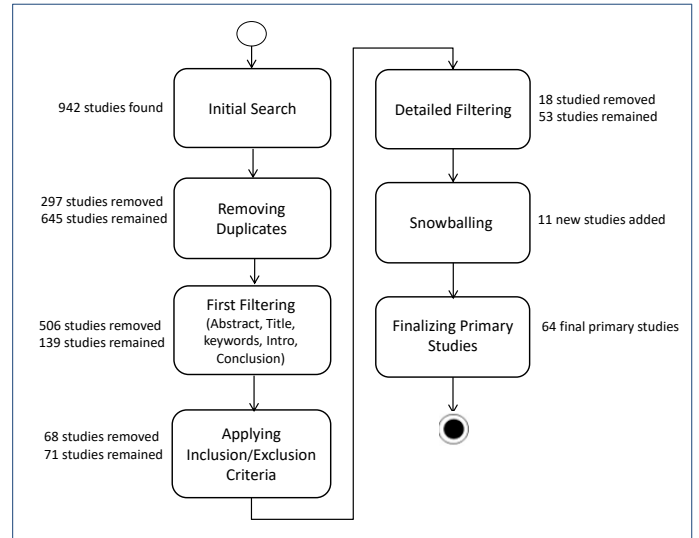 942 studies found
Initial Search
297 studies removed
645 studies remained
Removing
Duplicates
506 studies removed
139 studies remained
First Filtering
(Abstract, Title,
keywords, Intro,
Conclusion)
68 studies removed
71 studies remained
Applying
Inclusion/Exclusion
Criteria
Detailed Filtering
18 studied removed
53 studies remained
Snowballing
11 new studies added
Finalizing Primary
Studies
64 final primary studies